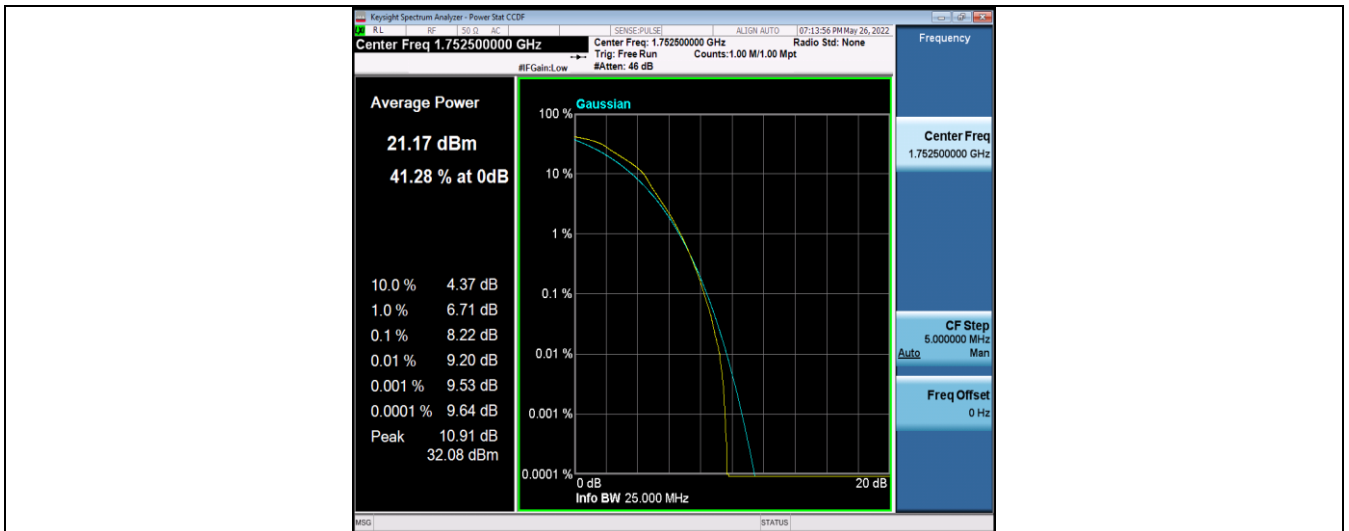 Keysight Spectrum Analyzer - Power Stat CCDF
RL RF 50 Ω AC SENSE:PULSE ALIGN AUTO 07:13:56 PM May 26, 2022
Center Freq 1.752500000 GHz
Center Freq: 1.752500000 GHz Radio Std: None
Trig: Free Run Counts:1.00 M/1.00 Mpt
#IFGain:Low #Atten: 46 dB
Frequency
Average Power
21.17 dBm
41.28 % at 0dB
10.0 % 4.37 dB
1.0 % 6.71 dB
0.1 % 8.22 dB
0.01 % 9.20 dB
0.001 % 9.53 dB
0.0001 % 9.64 dB
Peak 10.91 dB
32.08 dBm
Gaussian
100 %
10 %
1 %
0.1 %
0.01 %
0.001 %
0.0001 %
0 dB 20 dB
Info BW 25.000 MHz
Center Freq
1.752500000 GHz
CF Step
5.000000 MHz
Auto Man
Freq Offset
0 Hz
MSG STATUS